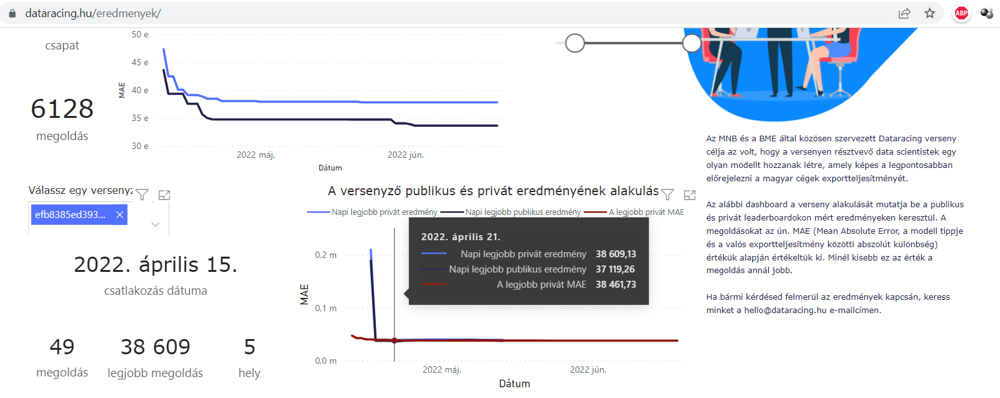 dataracing.hu/eredmenyek/
ABP
csapat
6128
megoldás
50 e
45 e
40 e
35 e
30 e
MAE
2022 máj.
2022 jún.
Dátum
Az MNB és a BME által közösen szervezett Dataracing verseny
célja az volt, hogy a versenyen résztvevő data scientistek egy
olyan modellt hozzanak létre, amely képes a legpontosabban
előrejelezni a magyar cégek exportteljesítményét.
Az alábbi dashboard a verseny alakulását mutatja be a publikus
és privát leaderboardokon mért eredményeken keresztül. A
megoldásokat az ún. MAE (Mean Absolute Error, a modell tippje
és a valós exportteljesítmény közötti abszolút különbség)
értékük alapján értékeltük ki. Minél kisebb ez az érték a
megoldás annál jobb.
Ha bármi kérdésed felmerül az eredmények kapcsán, keress
minket a hello@dataracing.hu e-mailcímen.
Válassz egy versenyz
efb8385ed393...
2022. április 15.
csatlakozás dátuma
49
megoldás
38 609
legjobb megoldás
5
hely
A versenyző publikus és privát eredményének alakulás
Napi legjobb privát eredmény
Napi legjobb publikus eredmény
A legjobb privát MAE
2022. április 21.
Napi legjobb privát eredmény 38 609,13
Napi legjobb publikus eredmény 37 119,26
A legjobb privát MAE 38 461,73
0,2 m
0,1 m
0,0 m
MAE
2022 máj.
2022 jún.
Dátum